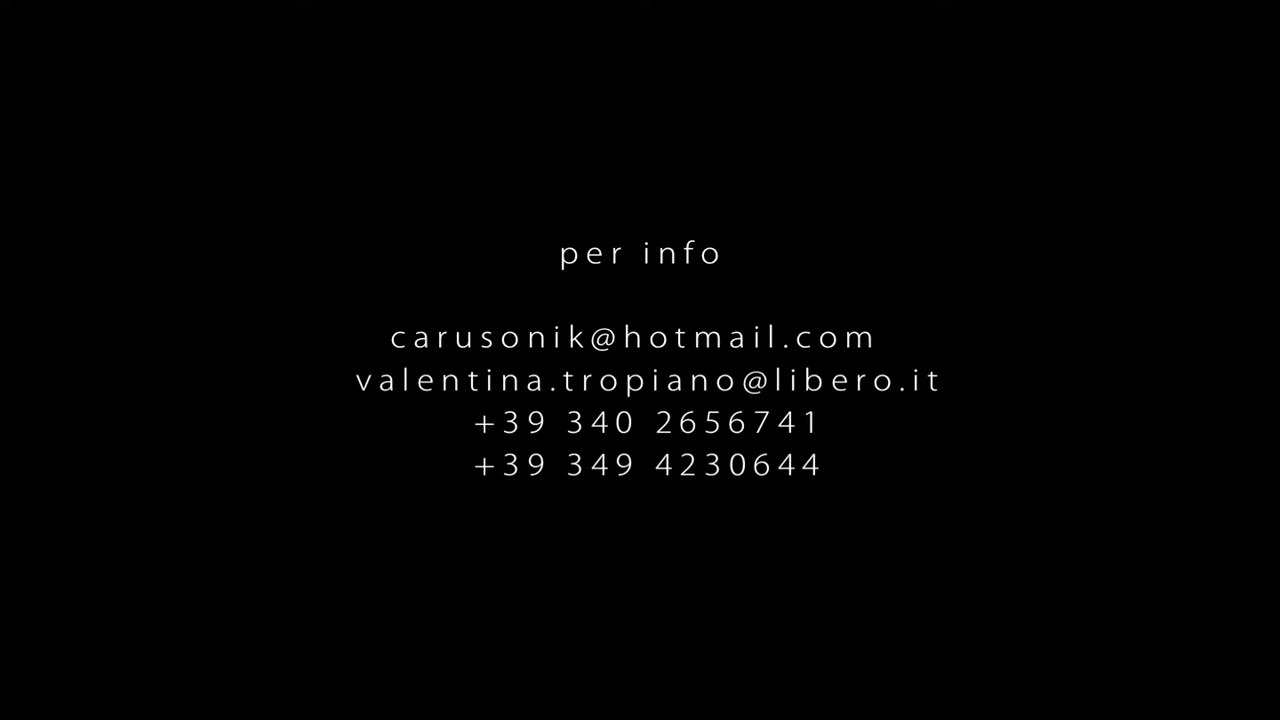 per info
carusonik@hotmail.com
valentina.tropiano@libero.it
+39 340 2656741
+39 349 4230644